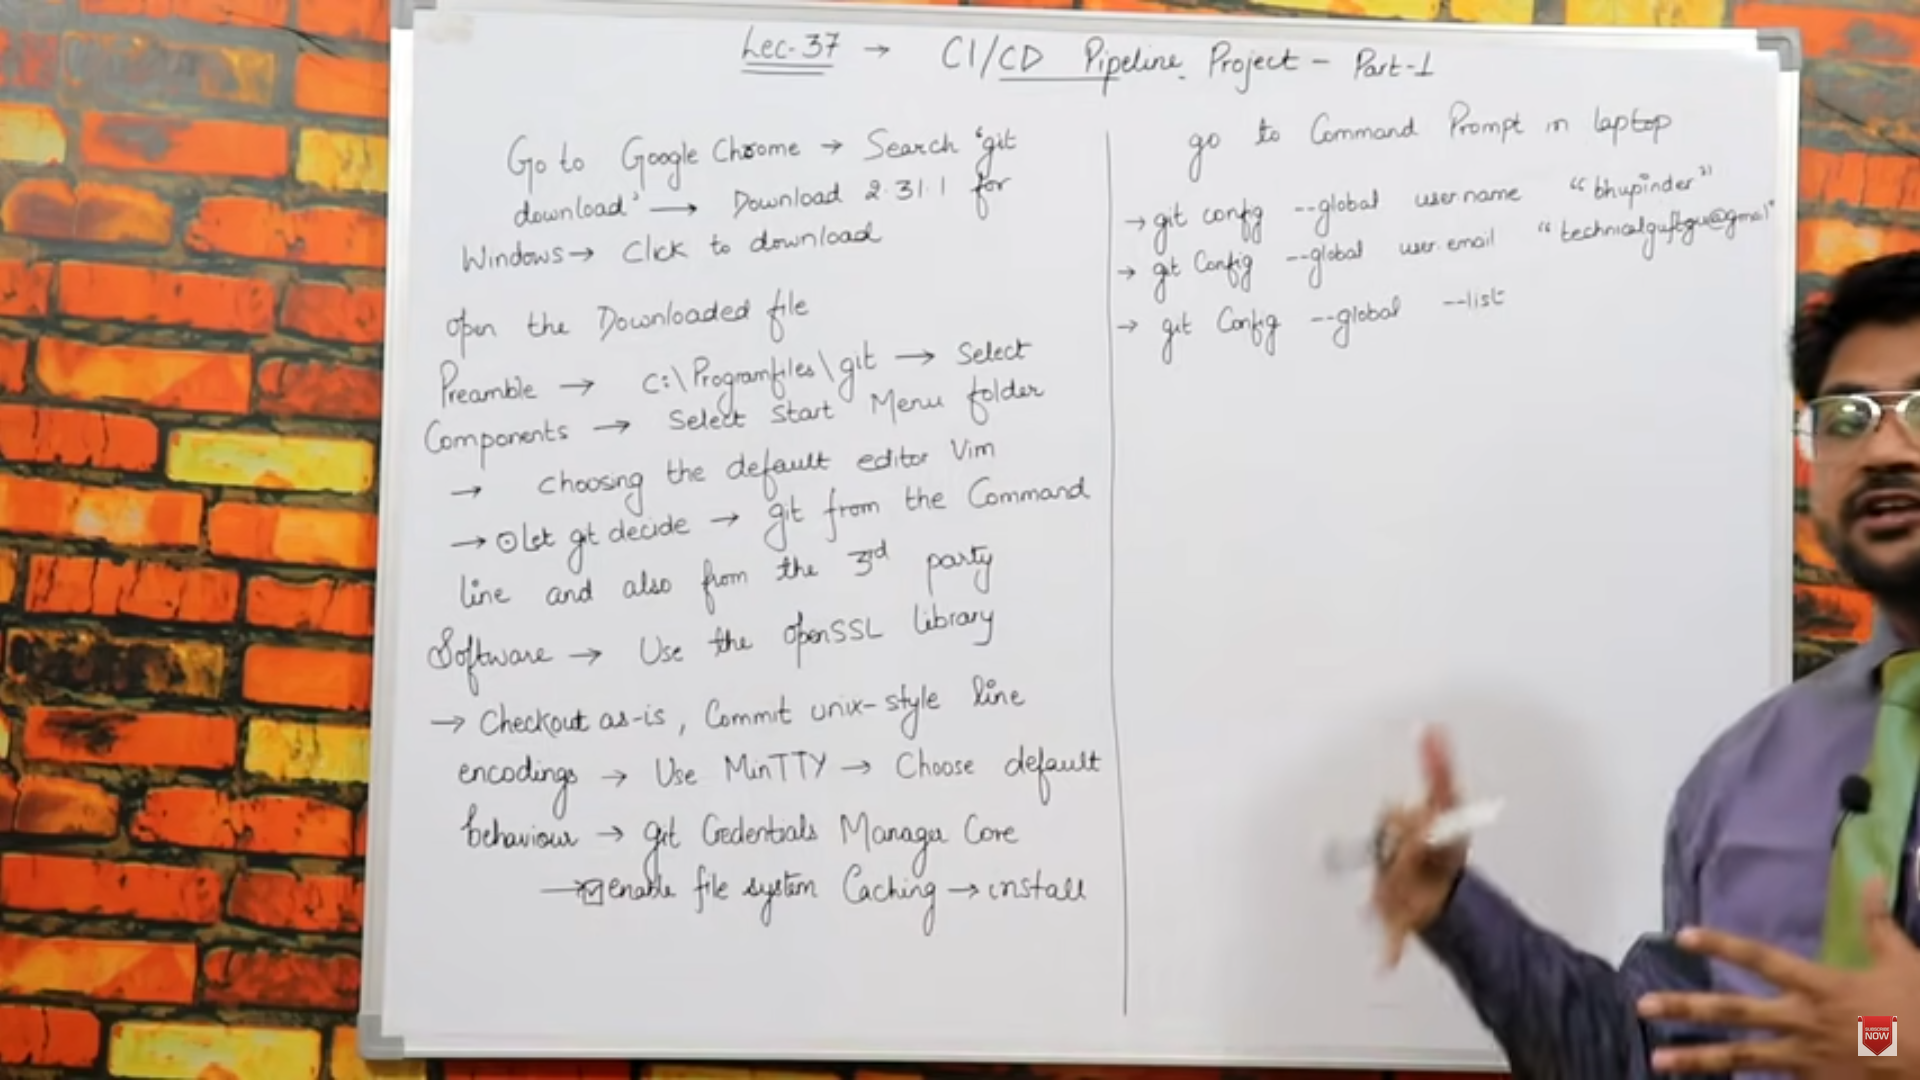 Lec-37 → CI/CD Pipeline Project - Part-1
Go to Google Chrome → Search 'git
download' → Download 2.31.1 for
Windows → Click to download
Open the Downloaded file
Preamble → C:\Programfiles\git → Select
Components → Select Start Menu folder
→ choosing the default editor Vim
→ ⊙ Let git decide → git from the Command
line and also from the 3rd party
Software → Use the OpenSSL library
→ Checkout as-is, Commit unix-style line
encodings → Use MinTTY → Choose default
behaviour → git Credentials Manager Core
→ ☑ enable file system Caching → install
go to Command Prompt in laptop
→ git config --global user.name "bhupinder"
→ git Config --global user.email "technicalguftgu@gmail"
→ git Config --global --list
SUBSCRIBE
NOW